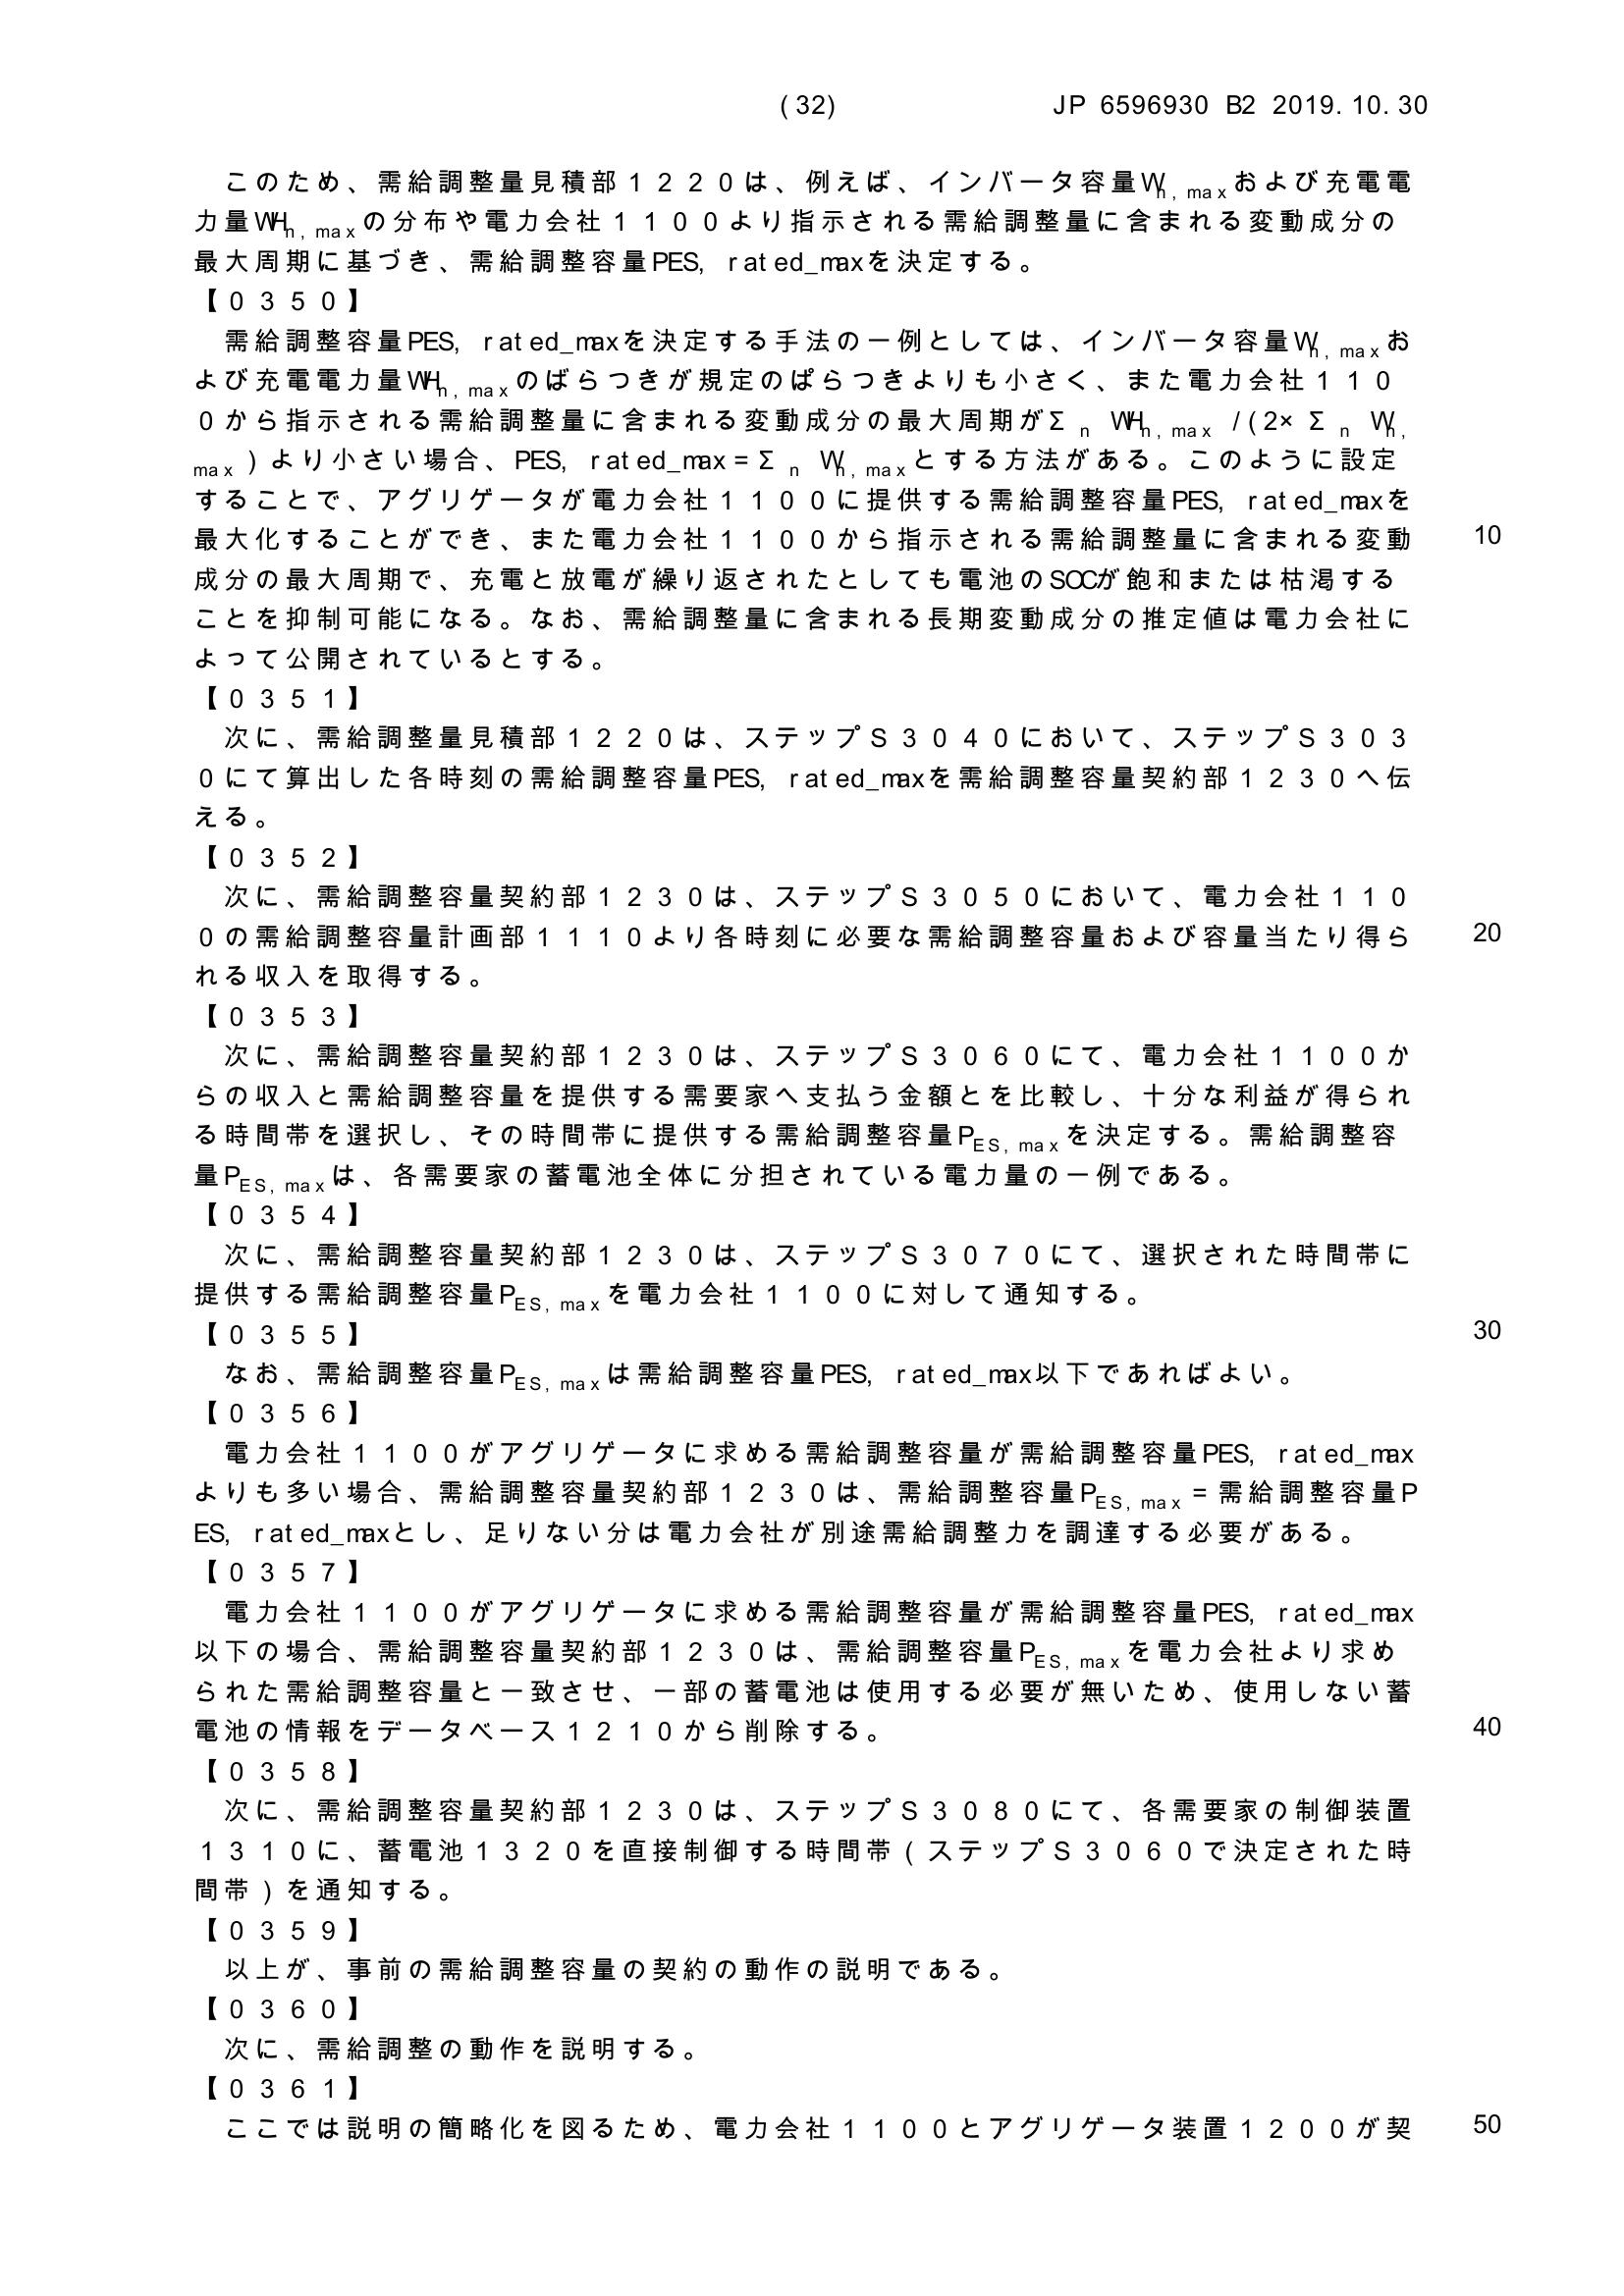 (32) JP 6596930 B2 2019.10.30
このため、需給調整量見積部１２２０は、例えば、インバータ容量Wn,maxおよび充電電
力量WHn,maxの分布や電力会社１１００より指示される需給調整量に含まれる変動成分の
最大周期に基づき、需給調整容量PES,rated_maxを決定する。
【０３５０】
需給調整容量PES,rated_maxを決定する手法の一例としては、インバータ容量Wn,maxお
よび充電電力量WHn,maxのばらつきが規定のぱらつきよりも小さく、また電力会社１１０
０から指示される需給調整量に含まれる変動成分の最大周期がΣn WHn,max /(2×Σn Wn,
max )より小さい場合、PES,rated_max=Σn Wn,maxとする方法がある。このように設定
することで、アグリゲータが電力会社１１００に提供する需給調整容量PES,rated_maxを
最大化することができ、また電力会社１１００から指示される需給調整量に含まれる変動 10
成分の最大周期で、充電と放電が繰り返されたとしても電池のSOCが飽和または枯渇する
ことを抑制可能になる。なお、需給調整量に含まれる長期変動成分の推定値は電力会社に
よって公開されているとする。
【０３５１】
次に、需給調整量見積部１２２０は、ステップＳ３０４０において、ステップＳ３０３
０にて算出した各時刻の需給調整容量PES,rated_maxを需給調整容量契約部１２３０へ伝
える。
【０３５２】
次に、需給調整容量契約部１２３０は、ステップＳ３０５０において、電力会社１１０
０の需給調整容量計画部１１１０より各時刻に必要な需給調整容量および容量当たり得ら 20
れる収入を取得する。
【０３５３】
次に、需給調整容量契約部１２３０は、ステップＳ３０６０にて、電力会社１１００か
らの収入と需給調整容量を提供する需要家へ支払う金額とを比較し、十分な利益が得られ
る時間帯を選択し、その時間帯に提供する需給調整容量PES,maxを決定する。需給調整容
量PES,maxは、各需要家の蓄電池全体に分担されている電力量の一例である。
【０３５４】
次に、需給調整容量契約部１２３０は、ステップＳ３０７０にて、選択された時間帯に
提供する需給調整容量PES,maxを電力会社１１００に対して通知する。
【０３５５】 30
なお、需給調整容量PES,maxは需給調整容量PES,rated_max以下であればよい。
【０３５６】
電力会社１１００がアグリゲータに求める需給調整容量が需給調整容量PES,rated_max
よりも多い場合、需給調整容量契約部１２３０は、需給調整容量PES,max=需給調整容量P
ES,rated_maxとし、足りない分は電力会社が別途需給調整力を調達する必要がある。
【０３５７】
電力会社１１００がアグリゲータに求める需給調整容量が需給調整容量PES,rated_max
以下の場合、需給調整容量契約部１２３０は、需給調整容量PES,maxを電力会社より求め
られた需給調整容量と一致させ、一部の蓄電池は使用する必要が無いため、使用しない蓄
電池の情報をデータベース１２１０から削除する。 40
【０３５８】
次に、需給調整容量契約部１２３０は、ステップＳ３０８０にて、各需要家の制御装置
１３１０に、蓄電池１３２０を直接制御する時間帯(ステップＳ３０６０で決定された時
間帯)を通知する。
【０３５９】
以上が、事前の需給調整容量の契約の動作の説明である。
【０３６０】
次に、需給調整の動作を説明する。
【０３６１】
ここでは説明の簡略化を図るため、電力会社１１００とアグリゲータ装置１２００が契 50